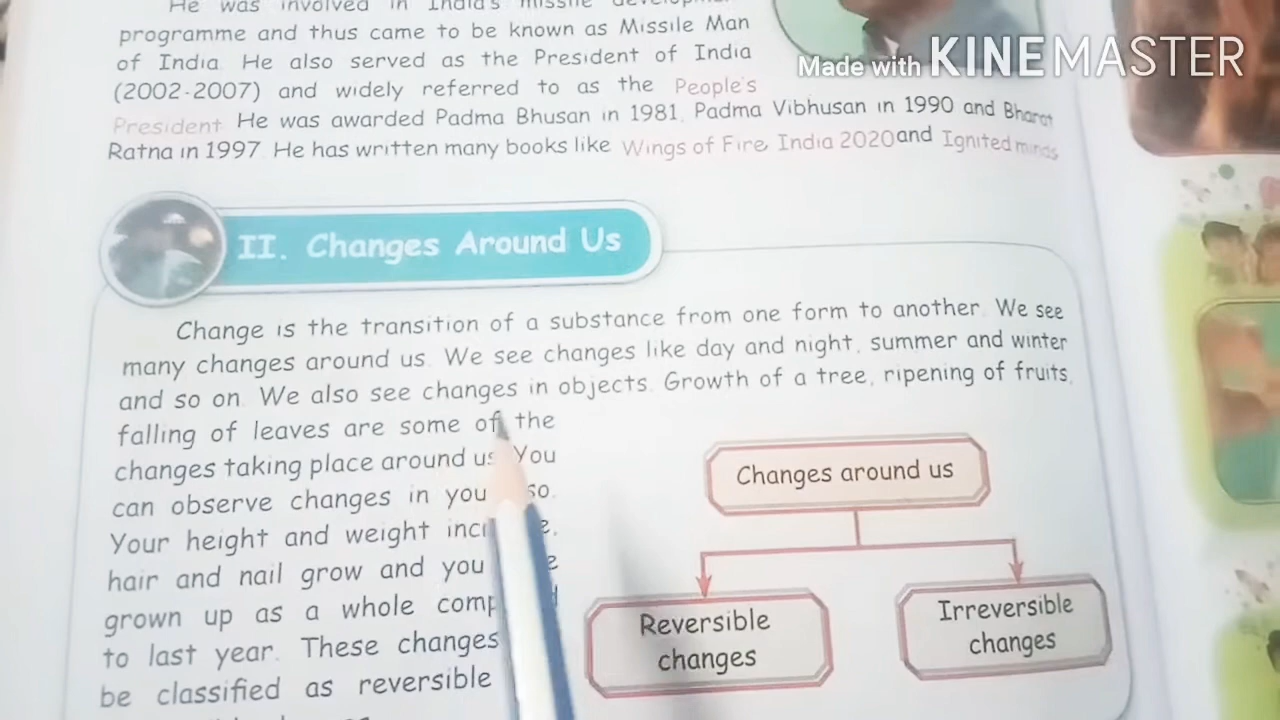 He was involved in India's missile
programme and thus came to be known as Missile Man
of India. He also served as the President of India
(2002-2007) and widely referred to as the People's
President. He was awarded Padma Bhusan in 1981, Padma Vibhusan in 1990 and Bharat
Ratna in 1997. He has written many books like Wings of Fire, India 2020 and Ignited minds
Made with KINEMASTER
II. Changes Around Us
Change is the transition of a substance from one form to another. We see
many changes around us. We see changes like day and night, summer and winter
and so on. We also see changes in objects. Growth of a tree, ripening of fruits,
falling of leaves are some of the
changes taking place around us. You
can observe changes in you so.
Your height and weight
hair and nail grow and you
grown up as a whole
to last year. These changes
be classified as reversible
Changes around us
Reversible
changes
Irreversible
changes